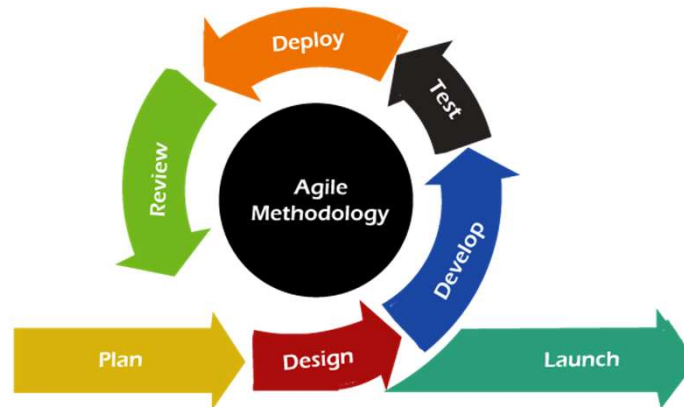 Deploy
Test
Review
Agile
Methodology
Develop
Plan
Design
Launch